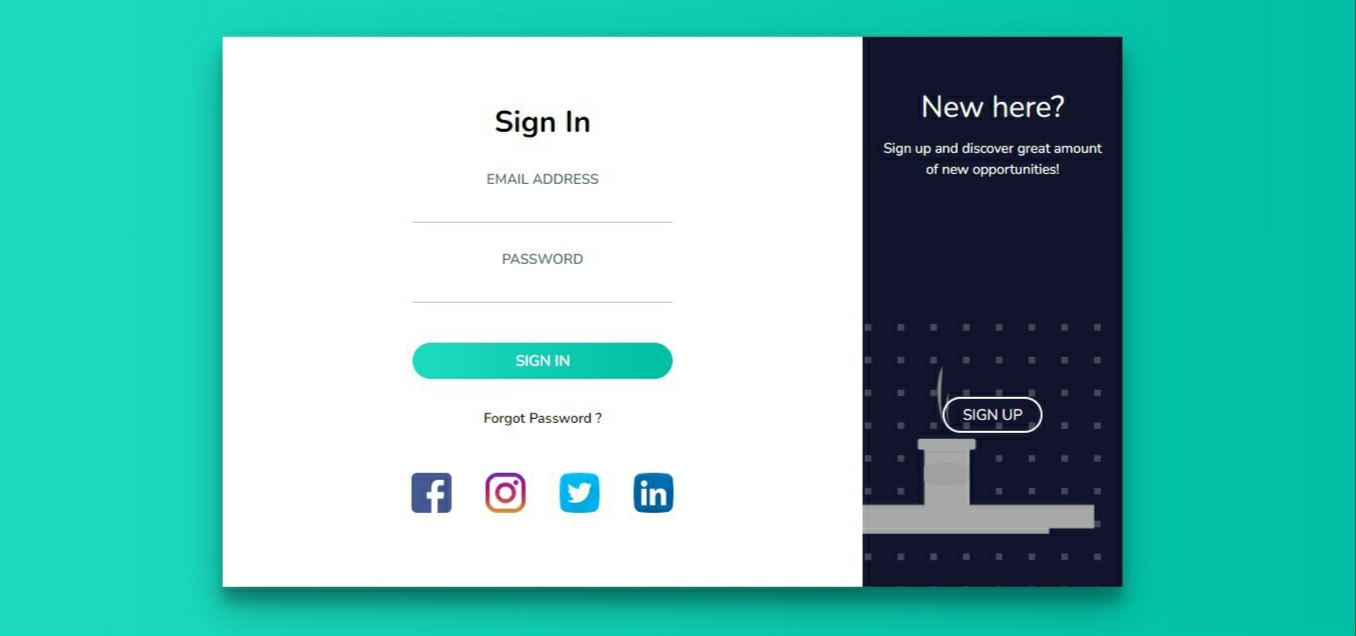 Sign In
EMAIL ADDRESS
PASSWORD
SIGN IN
Forgot Password ?
in
New here?
Sign up and discover great amount
of new opportunities!
SIGN UP